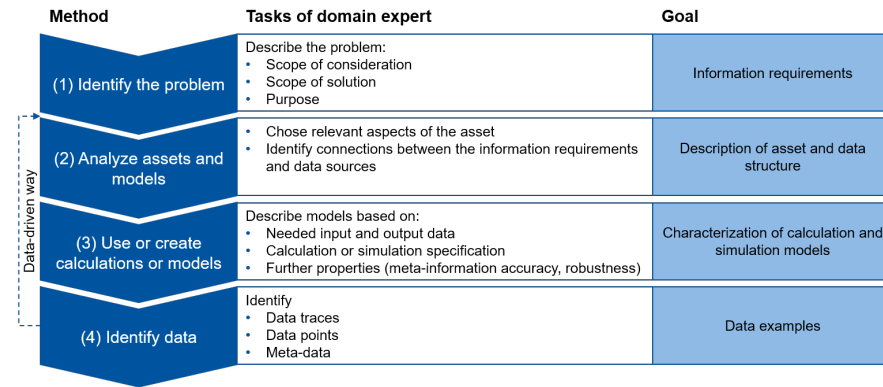 Method
Tasks of domain expert
Goal
(1) Identify the problem
Describe the problem:
• Scope of consideration
• Scope of solution
• Purpose
Information requirements
(2) Analyze assets and
models
• Chose relevant aspects of the asset
• Identify connections between the information requirements
and data sources
Description of asset and data
structure
(3) Use or create
calculations or models
Describe models based on:
• Needed input and output data
• Calculation or simulation specification
• Further properties (meta-information accuracy, robustness)
Characterization of calculation and
simulation models
(4) Identify data
Identify
• Data traces
• Data points
• Meta-data
Data examples
Data-driven way